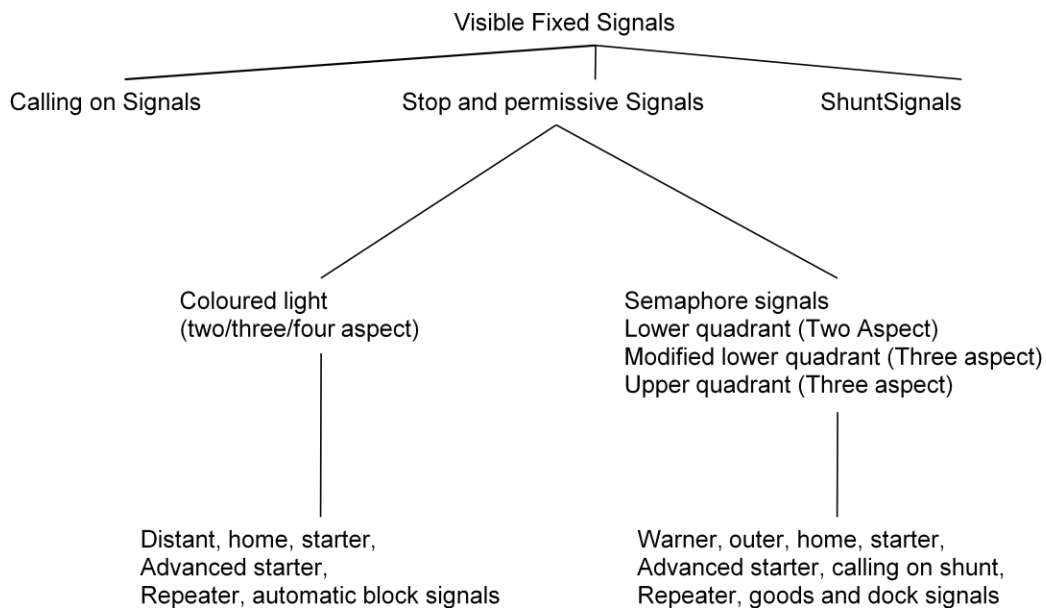 Visible Fixed Signals
Calling on Signals
Stop and permissive Signals
ShuntSignals
Coloured light
(two/three/four aspect)
Semaphore signals
Lower quadrant (Two Aspect)
Modified lower quadrant (Three aspect)
Upper quadrant (Three aspect)
Distant, home, starter,
Advanced starter,
Repeater, automatic block signals
Warner, outer, home, starter,
Advanced starter, calling on shunt,
Repeater, goods and dock signals